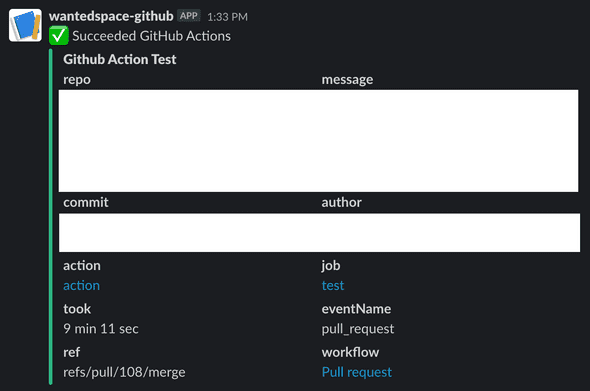 wantedspace-github APP 1:33 PM
Succeeded GitHub Actions
Github Action Test
repo message
commit author
action job
action test
took eventName
9 min 11 sec pull_request
ref workflow
refs/pull/108/merge Pull request